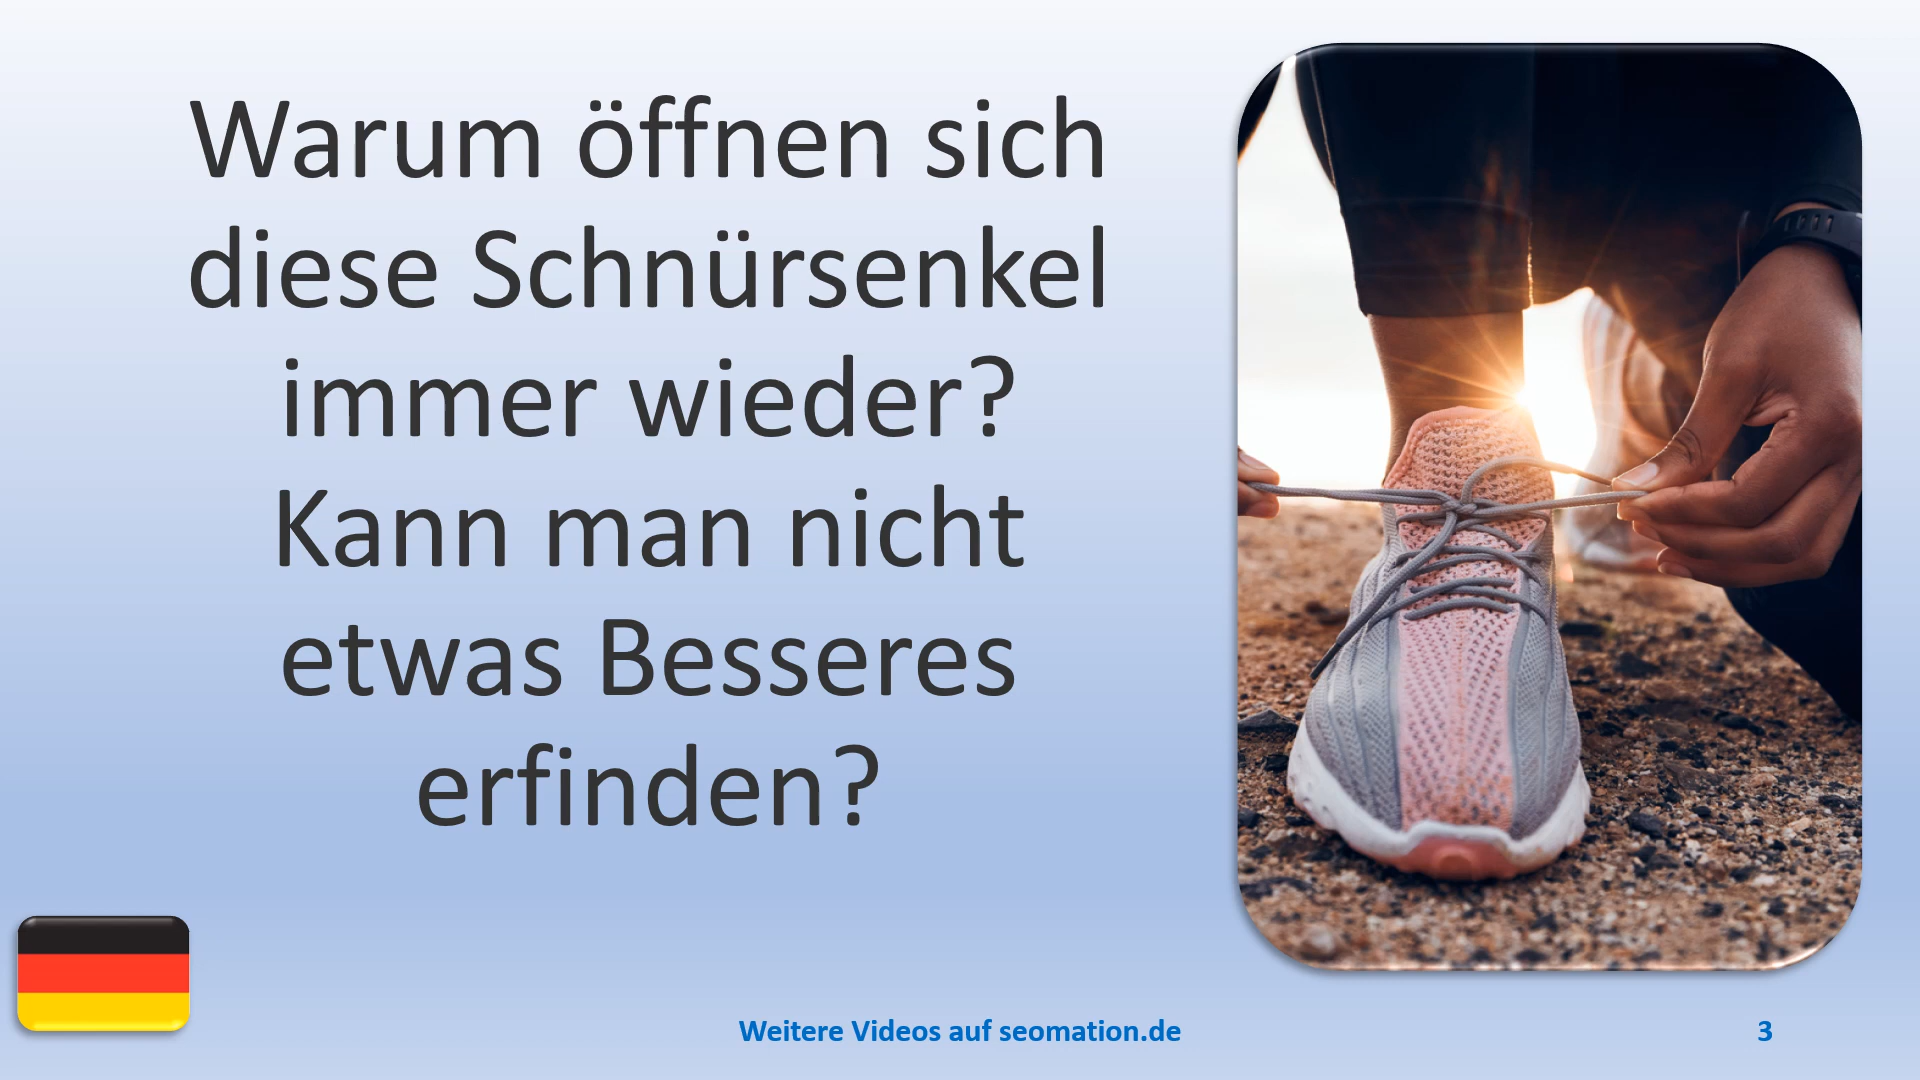 Warum öffnen sich
diese Schnürsenkel
immer wieder?
Kann man nicht
etwas Besseres
erfinden?
Weitere Videos auf seomation.de
3